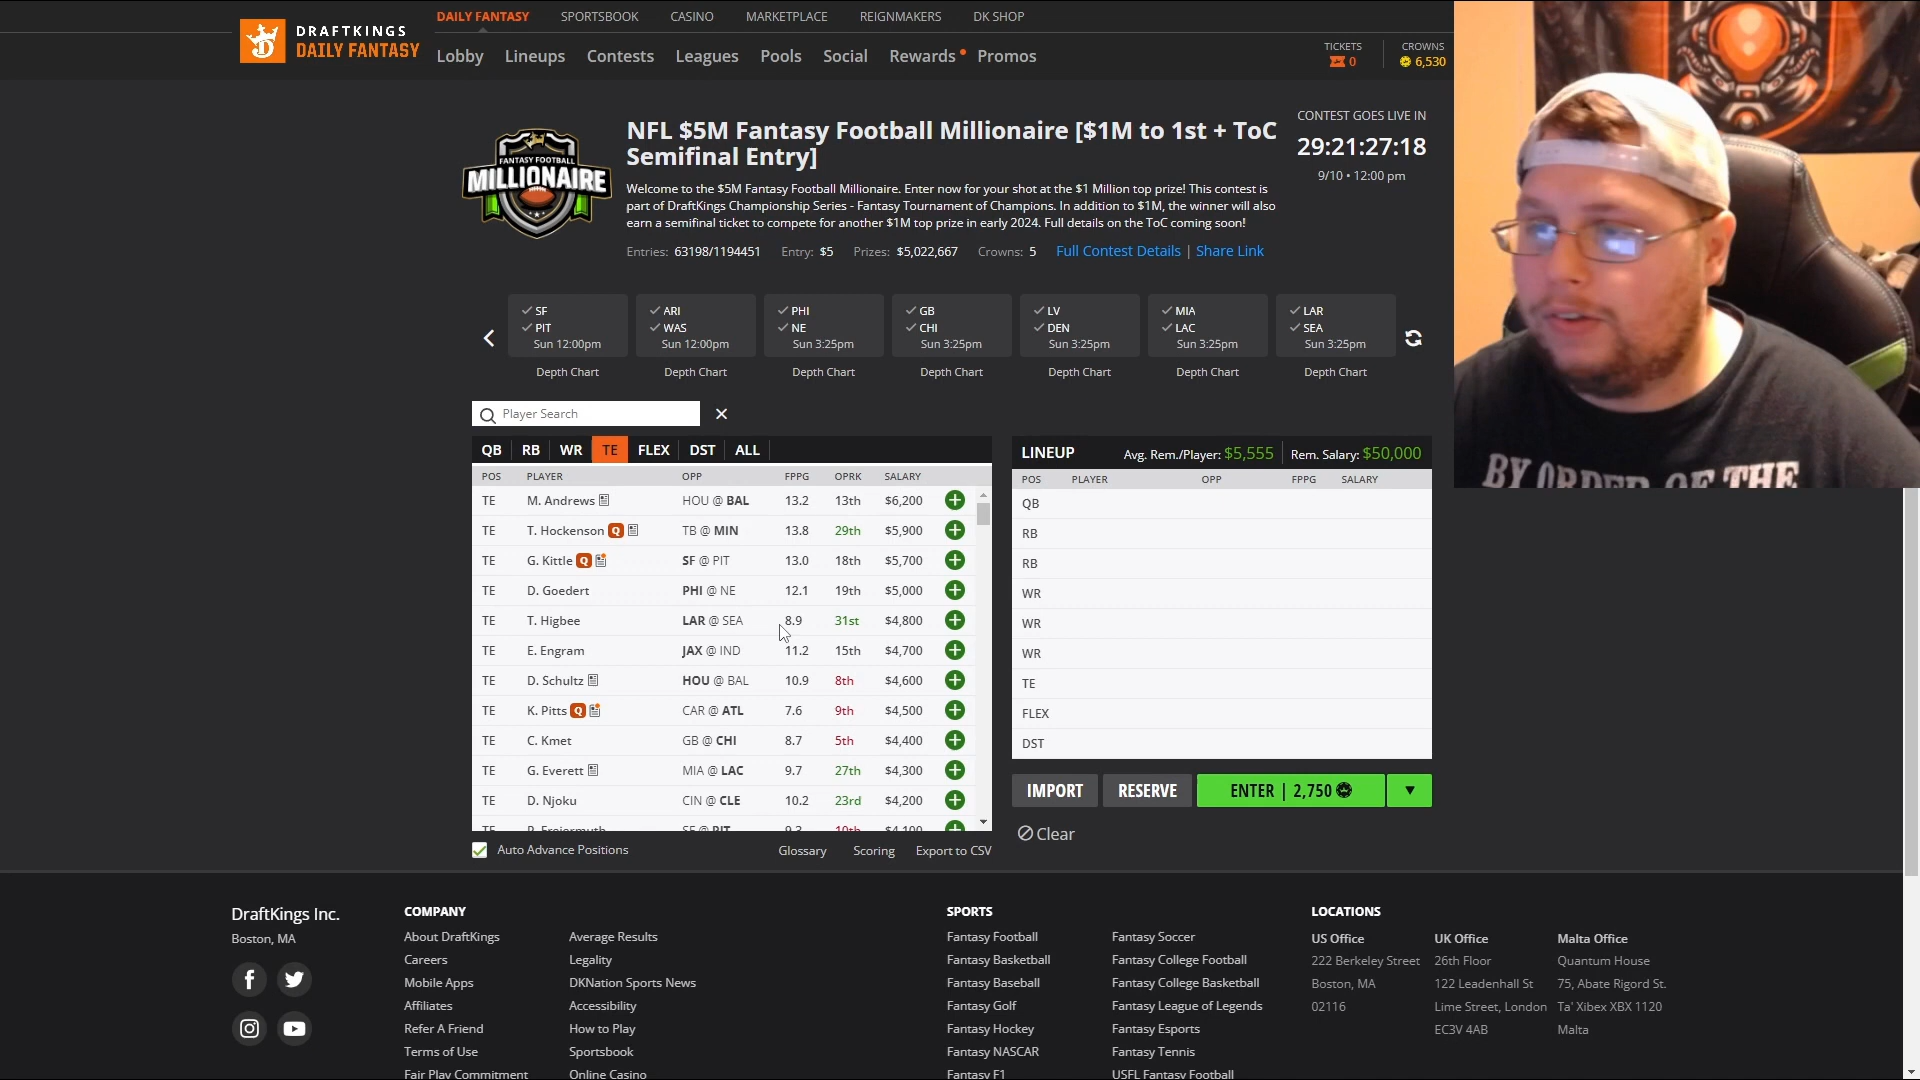 DAILY FANTASY SPORTSBOOK CASINO MARKETPLACE REIGNMAKERS DK SHOP
DRAFTKINGS
DAILY FANTASY
Lobby Lineups Contests Leagues Pools Social Rewards Promos
TICKETS
0
CROWNS
6,530
NFL $5M Fantasy Football Millionaire [$1M to 1st + ToC
Semifinal Entry]
FANTASY FOOTBALL
MILLIONAIRE
Welcome to the $5M Fantasy Football Millionaire. Enter now for your shot at the $1 Million top prize! This contest is
part of DraftKings Championship Series - Fantasy Tournament of Champions. In addition to $1M, the winner will also
earn a semifinal ticket to compete for another $1M top prize in early 2024. Full details on the ToC coming soon!
Entries: 63198/1194451 Entry: $5 Prizes: $5,022,667 Crowns: 5 Full Contest Details | Share Link
CONTEST GOES LIVE IN
29:21:27:18
9/10 • 12:00 pm
SF ARI PHI GB LV MIA LAR
PIT WAS NE CHI DEN LAC SEA
Sun 12:00pm Sun 12:00pm Sun 3:25pm Sun 3:25pm Sun 3:25pm Sun 3:25pm Sun 3:25pm
Depth Chart Depth Chart Depth Chart Depth Chart Depth Chart Depth Chart Depth Chart
BY ORDER OF THE
Player Search
QB RB WR TE FLEX DST ALL
POS PLAYER OPP FPPG OPRK SALARY
TE M. Andrews HOU @ BAL 13.2 13th $6,200
TE T. Hockenson Q TB @ MIN 13.8 29th $5,900
TE G. Kittle Q SF @ PIT 13.0 18th $5,700
TE D. Goedert PHI @ NE 12.1 19th $5,000
TE T. Higbee LAR @ SEA 8.9 31st $4,800
TE E. Engram JAX @ IND 11.2 15th $4,700
TE D. Schultz HOU @ BAL 10.9 8th $4,600
TE K. Pitts Q CAR @ ATL 7.6 9th $4,500
TE C. Kmet GB @ CHI 8.7 5th $4,400
TE G. Everett MIA @ LAC 9.7 27th $4,300
TE D. Njoku CIN @ CLE 10.2 23rd $4,200
TE P. Freiermuth SF @ PIT 9.3 10th $4,100
Auto Advance Positions Glossary Scoring Export to CSV
LINEUP Avg. Rem./Player: $5,555 Rem. Salary: $50,000
POS PLAYER OPP FPPG SALARY
QB
RB
RB
WR
WR
WR
TE
FLEX
DST
IMPORT RESERVE ENTER | 2,750
Clear
DraftKings Inc.
Boston, MA
COMPANY
About DraftKings
Careers
Mobile Apps
Affiliates
Refer A Friend
Terms of Use
Fair Play Commitment
Average Results
Legality
DKNation Sports News
Accessibility
How to Play
Sportsbook
Online Casino
SPORTS
Fantasy Football
Fantasy Basketball
Fantasy Baseball
Fantasy Golf
Fantasy Hockey
Fantasy NASCAR
Fantasy F1
Fantasy Soccer
Fantasy College Football
Fantasy College Basketball
Fantasy League of Legends
Fantasy Esports
Fantasy Tennis
USFL Fantasy Football
LOCATIONS
US Office
222 Berkeley Street
Boston, MA
02116
UK Office
26th Floor
122 Leadenhall St
Lime Street, London
EC3V 4AB
Malta Office
Quantum House
75, Abate Rigord St.
Ta' Xibex XBX 1120
Malta